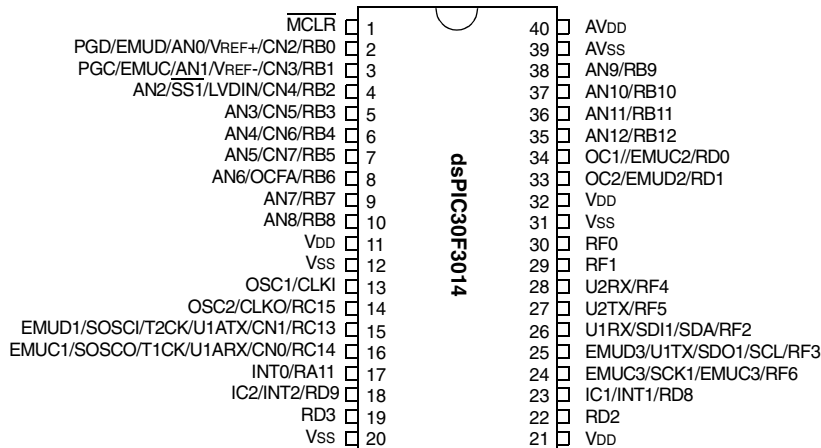 MCLR 1 40 AVDD
PGD/EMUD/AN0/VREF+/CN2/RB0 2 39 AVSS
PGC/EMUC/AN1/VREF-/CN3/RB1 3 38 AN9/RB9
AN2/SS1/LVDIN/CN4/RB2 4 37 AN10/RB10
AN3/CN5/RB3 5 36 AN11/RB11
AN4/CN6/RB4 6 35 AN12/RB12
AN5/CN7/RB5 7 34 OC1//EMUC2/RD0
AN6/OCFA/RB6 8 33 OC2/EMUD2/RD1
AN7/RB7 9 32 VDD
AN8/RB8 10 31 VSS
VDD 11 30 RF0
VSS 12 29 RF1
OSC1/CLKI 13 28 U2RX/RF4
OSC2/CLKO/RC15 14 27 U2TX/RF5
EMUD1/SOSCI/T2CK/U1ATX/CN1/RC13 15 26 U1RX/SDI1/SDA/RF2
EMUC1/SOSCO/T1CK/U1ARX/CN0/RC14 16 25 EMUD3/U1TX/SDO1/SCL/RF3
INT0/RA11 17 24 EMUC3/SCK1/EMUC3/RF6
IC2/INT2/RD9 18 23 IC1/INT1/RD8
RD3 19 22 RD2
VSS 20 21 VDD
dsPIC30F3014